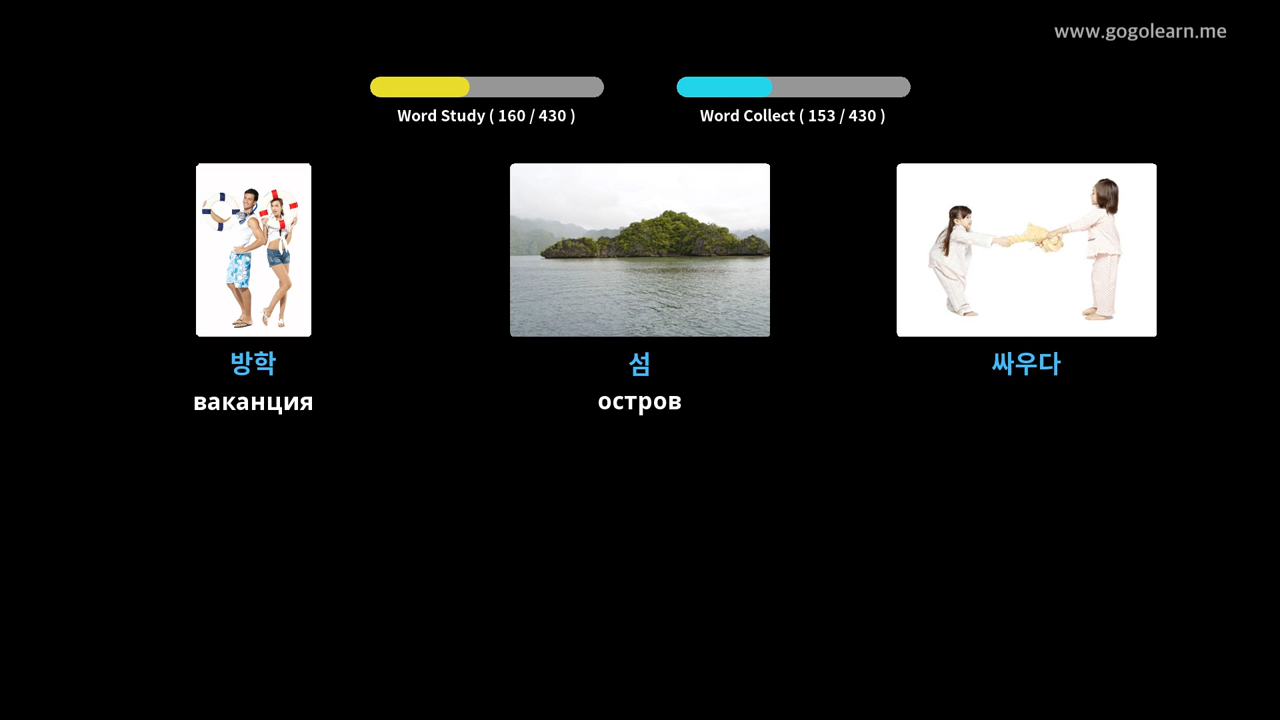 www.gogolearn.me
Word Study ( 160 / 430 )
Word Collect ( 153 / 430 )
방학
섬
싸우다
ваканция
остров